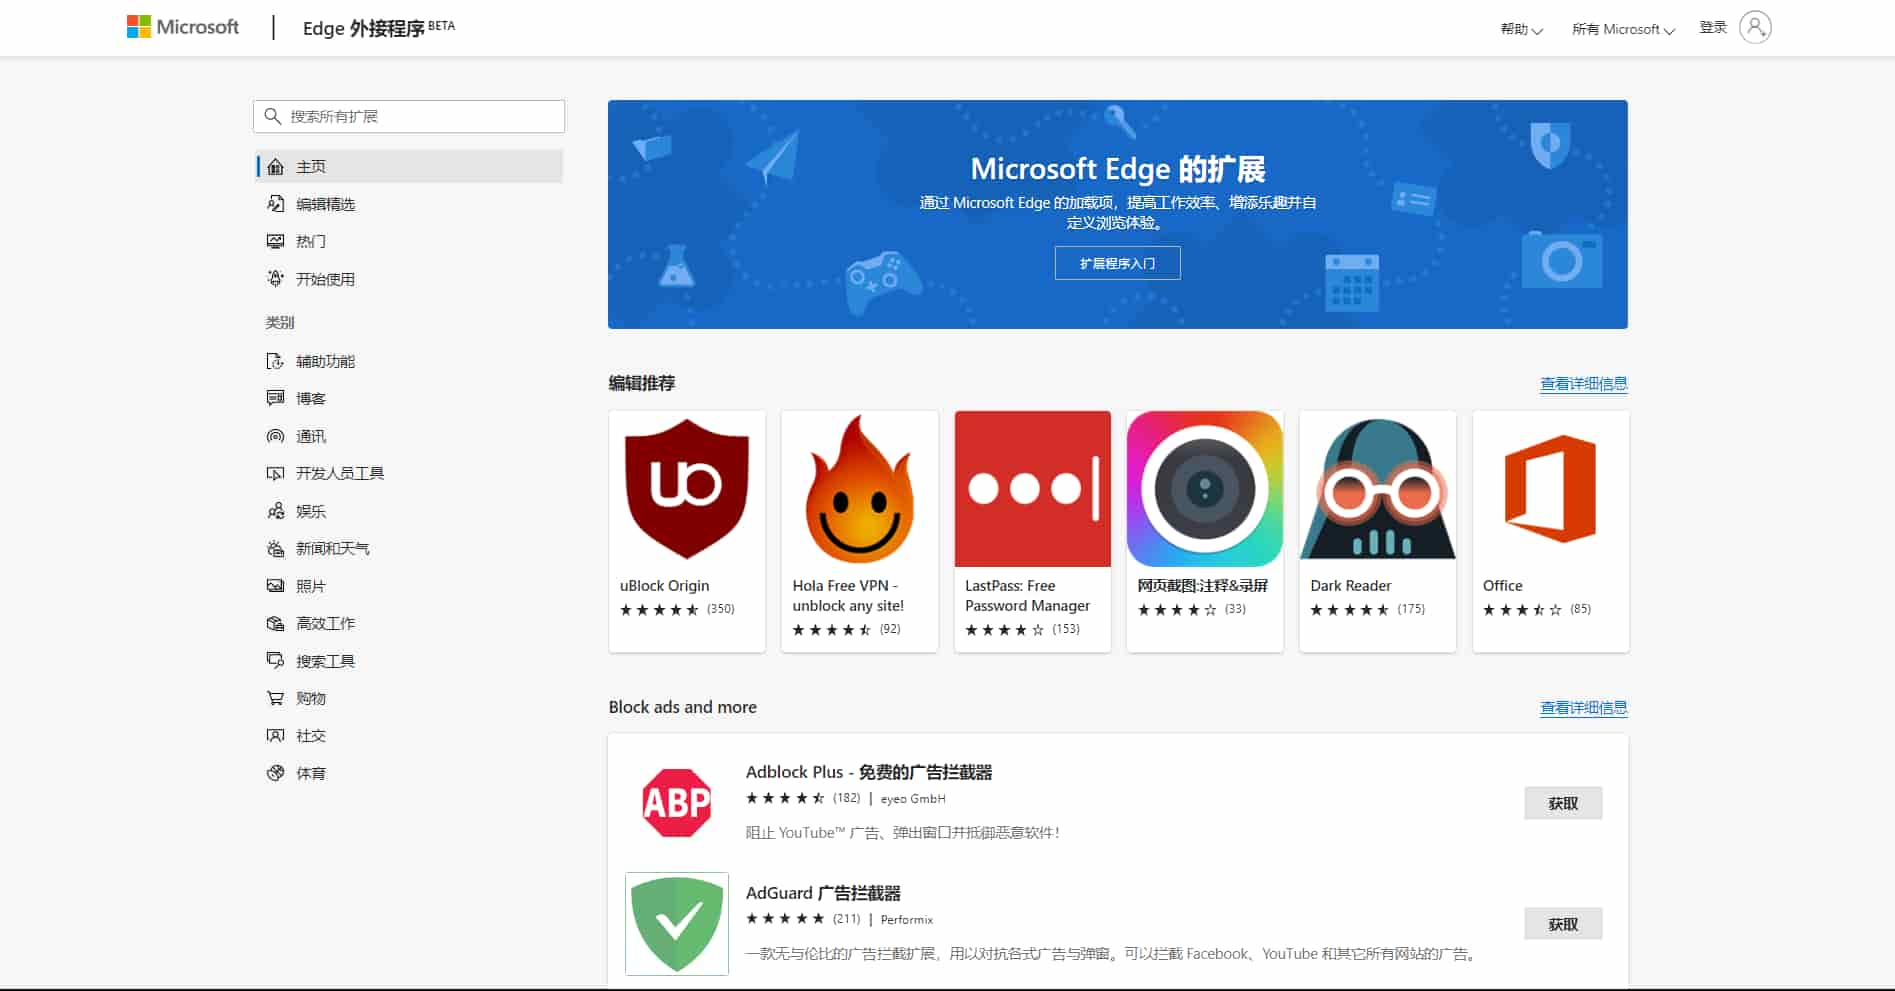 Microsoft
Edge 外接程序 BETA
帮助
所有 Microsoft
登录
搜索所有扩展
主页
编辑精选
热门
开始使用
类别
辅助功能
博客
通讯
开发人员工具
娱乐
新闻和天气
照片
高效工作
搜索工具
购物
社交
体育
Microsoft Edge 的扩展
通过 Microsoft Edge 的加载项，提高工作效率、增添乐趣并自
定义浏览体验。
扩展程序入门
编辑推荐
查看详细信息
uBlock Origin
(350)
Hola Free VPN -
unblock any site!
(92)
LastPass: Free
Password Manager
(153)
网页截图:注释&录屏
(33)
Dark Reader
(175)
Office
(85)
Block ads and more
查看详细信息
ABP
Adblock Plus - 免费的广告拦截器
(182) | eyeo GmbH
阻止 YouTube™ 广告、弹出窗口并抵御恶意软件！
获取
AdGuard 广告拦截器
(211) | Performix
一款无与伦比的广告拦截扩展，用以对抗各式广告与弹窗。可以拦截 Facebook、YouTube 和其它所有网站的广告。
获取